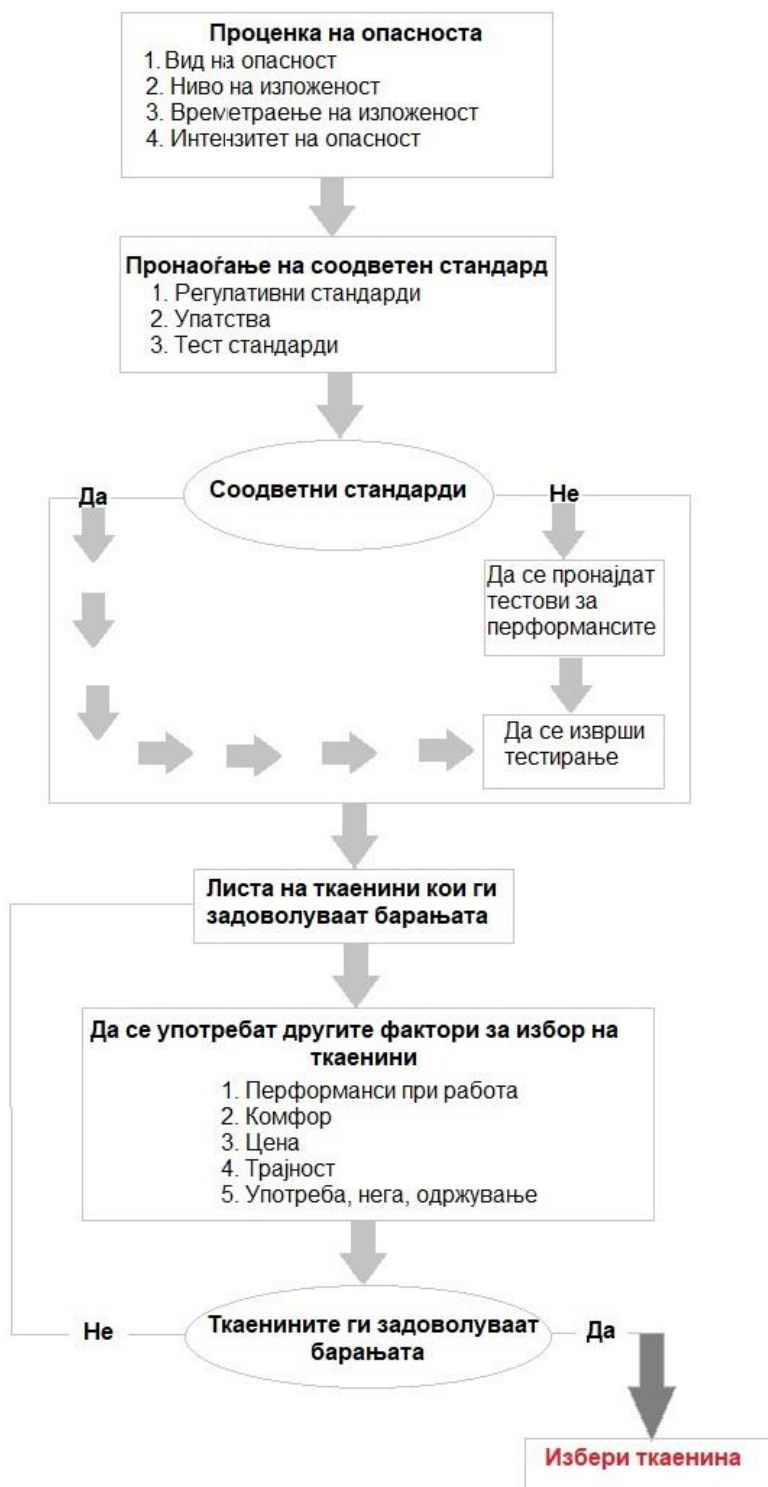 Проценка на опасноста
1. Вид на опасност
2. Ниво на изложеност
3. Времетраење на изложеност
4. Интензитет на опасност
Пронаоѓање на соодветен стандард
1. Регулативни стандарди
2. Упатства
3. Тест стандарди
Соодветни стандарди
Да
Не
Да се пронајдат
тестови за
перформансите
Да се изврши
тестирање
Листа на ткаенини кои ги
задоволуваат барањата
Да се употребат другите фактори за избор на
ткаенини
1. Перформанси при работа
2. Комфор
3. Цена
4. Трајност
5. Употреба, нега, одржување
Ткаенините ги задоволуваат
барањата
Не
Да
Избери ткаенина